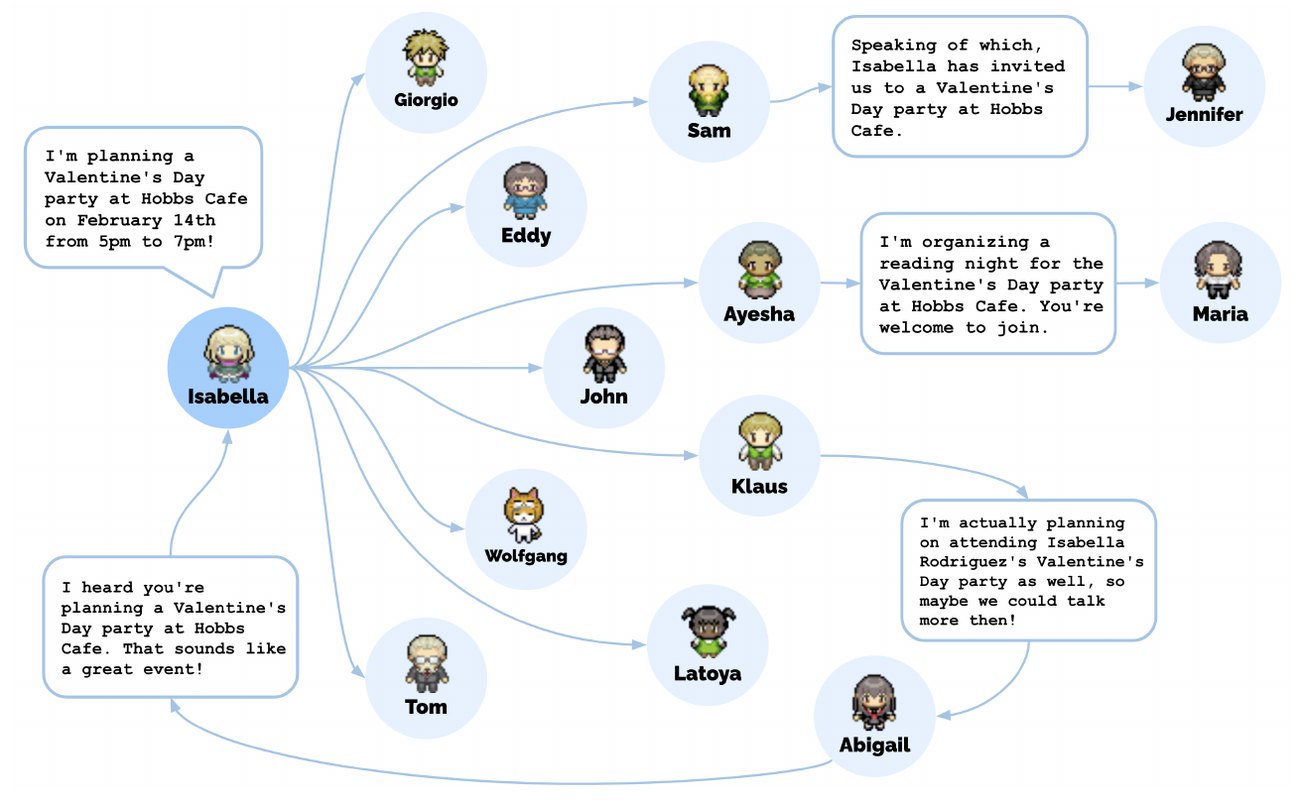 Giorgio
Sam
Speaking of which,
Isabella has invited
us to a Valentine's
Day party at Hobbs
Cafe.
Jennifer
I'm planning a
Valentine's Day
party at Hobbs Cafe
on February 14th
from 5pm to 7pm!
Eddy
Ayesha
I'm organizing a
reading night for the
Valentine's Day party
at Hobbs Cafe. You're
welcome to join.
Maria
Isabella
John
Klaus
I'm actually planning
on attending Isabella
Rodriguez's Valentine's
Day party as well, so
maybe we could talk
more then!
Wolfgang
I heard you're
planning a Valentine's
Day party at Hobbs
Cafe. That sounds like
a great event!
Tom
Latoya
Abigail